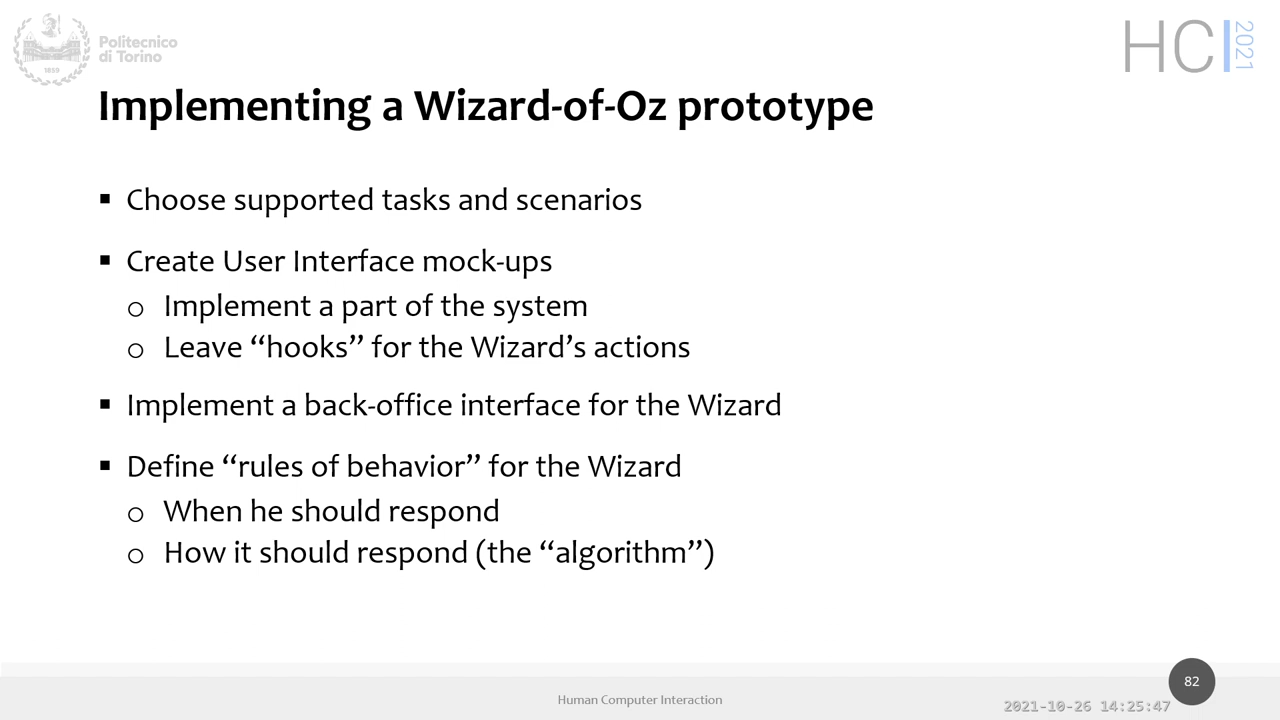 Politecnico
di Torino
1859
HCI 2021
Implementing a Wizard-of-Oz prototype
▪ Choose supported tasks and scenarios
▪ Create User Interface mock-ups
o Implement a part of the system
o Leave “hooks” for the Wizard’s actions
▪ Implement a back-office interface for the Wizard
▪ Define “rules of behavior” for the Wizard
o When he should respond
o How it should respond (the “algorithm”)
82
Human Computer Interaction
2021-10-26 14:25:47